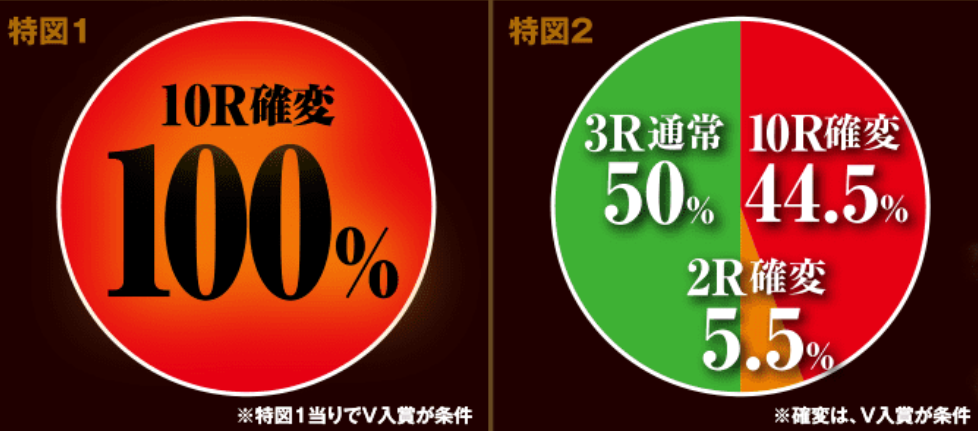 特図1
10R確変
100%
※特図1当りでV入賞が条件
特図2
3R通常
50%
10R確変
44.5%
2R確変
5.5%
※確変は、V入賞が条件